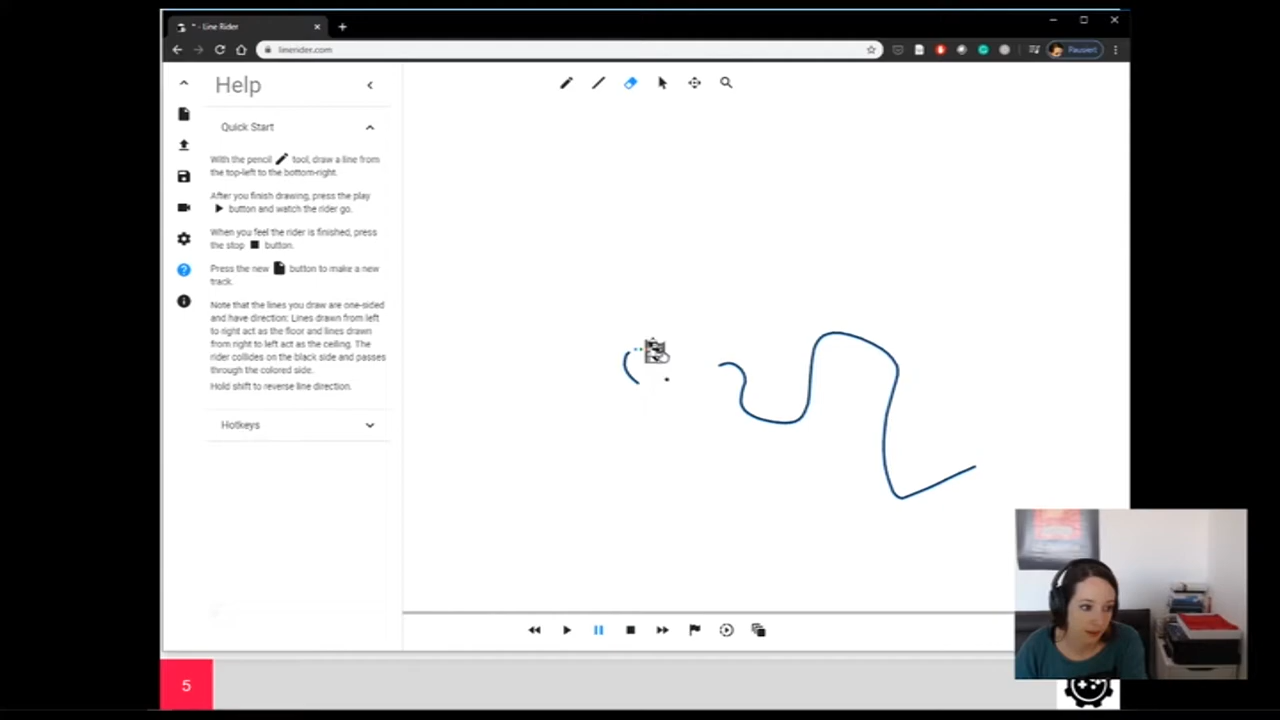 * - Line Rider
linerider.com
Pausiert
Help
Quick Start
With the pencil tool, draw a line from
the top-left to the bottom-right.
After you finish drawing, press the play
button and watch the rider go.
When you feel the rider is finished, press
the stop button.
Press the new button to make a new
track.
Note that the lines you draw are one-sided
and have direction: Lines drawn from left
to right act as the floor and lines drawn
from right to left act as the ceiling. The
rider collides on the black side and passes
through the colored side.
Hold shift to reverse line direction.
Hotkeys
5